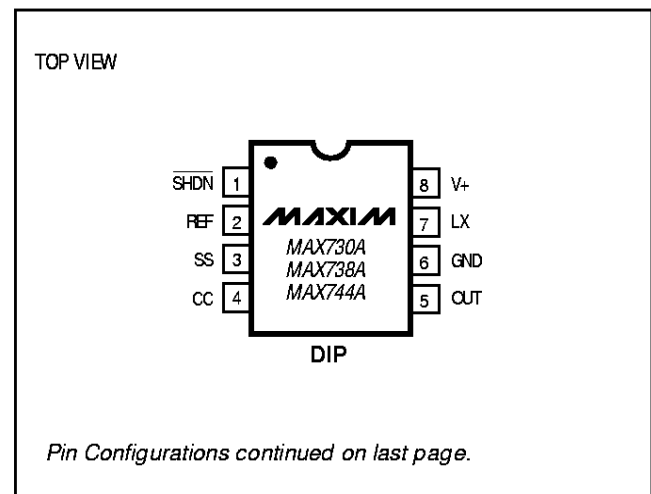 TOP VIEW
SHDN 1
REF 2
SS 3
CC 4
MAXIM
MAX730A
MAX738A
MAX744A
8 V+
7 LX
6 GND
5 OUT
DIP
Pin Configurations continued on last page.